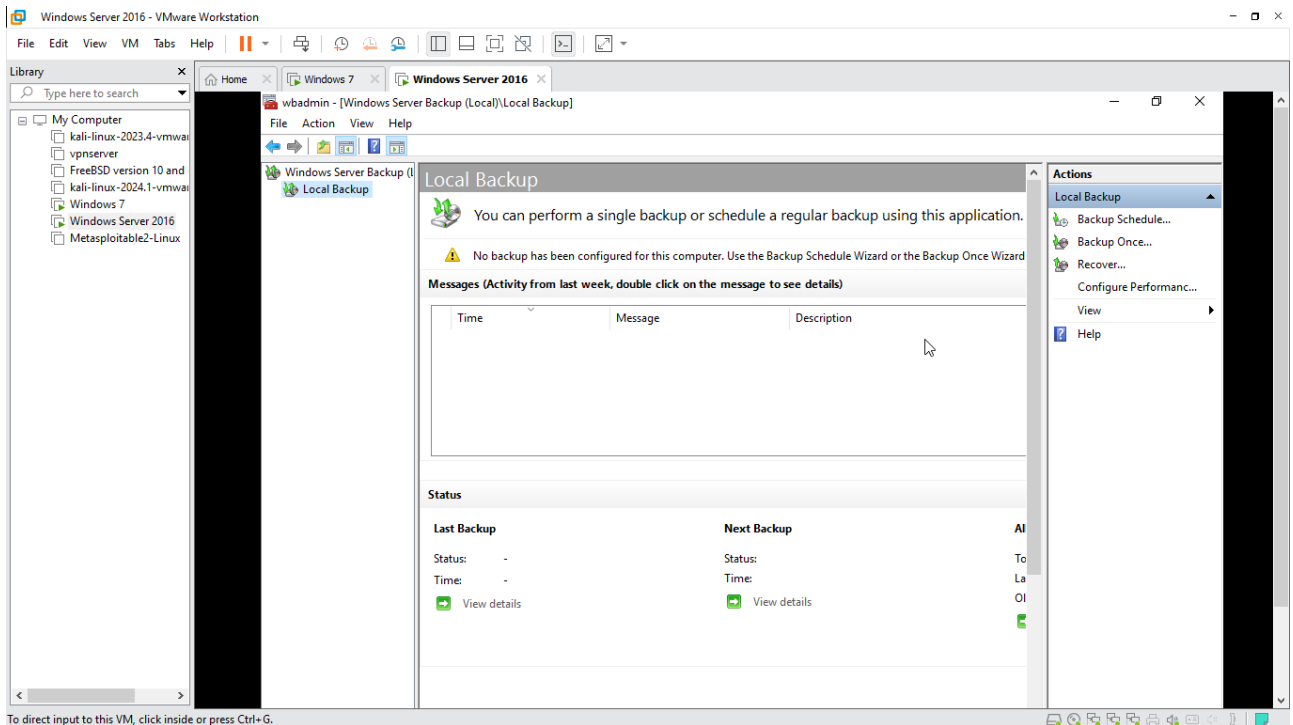 Windows Server 2016 - VMware Workstation
File Edit View VM Tabs Help
Library
Type here to search
My Computer
kali-linux-2023.4-vmwar
vpnserver
FreeBSD version 10 and
kali-linux-2024.1-vmwar
Windows 7
Windows Server 2016
Metasploitable2-Linux
Home
Windows 7
Windows Server 2016
wbadmin - [Windows Server Backup (Local)\Local Backup]
File Action View Help
Windows Server Backup (L
Local Backup
Local Backup
You can perform a single backup or schedule a regular backup using this application.
No backup has been configured for this computer. Use the Backup Schedule Wizard or the Backup Once Wizard
Messages (Activity from last week, double click on the message to see details)
Time Message Description
Status
Last Backup
Status: -
Time: -
View details
Next Backup
Status:
Time:
View details
Al
To
La
Ol
Actions
Local Backup
Backup Schedule...
Backup Once...
Recover...
Configure Performanc...
View
Help
To direct input to this VM, click inside or press Ctrl+G.